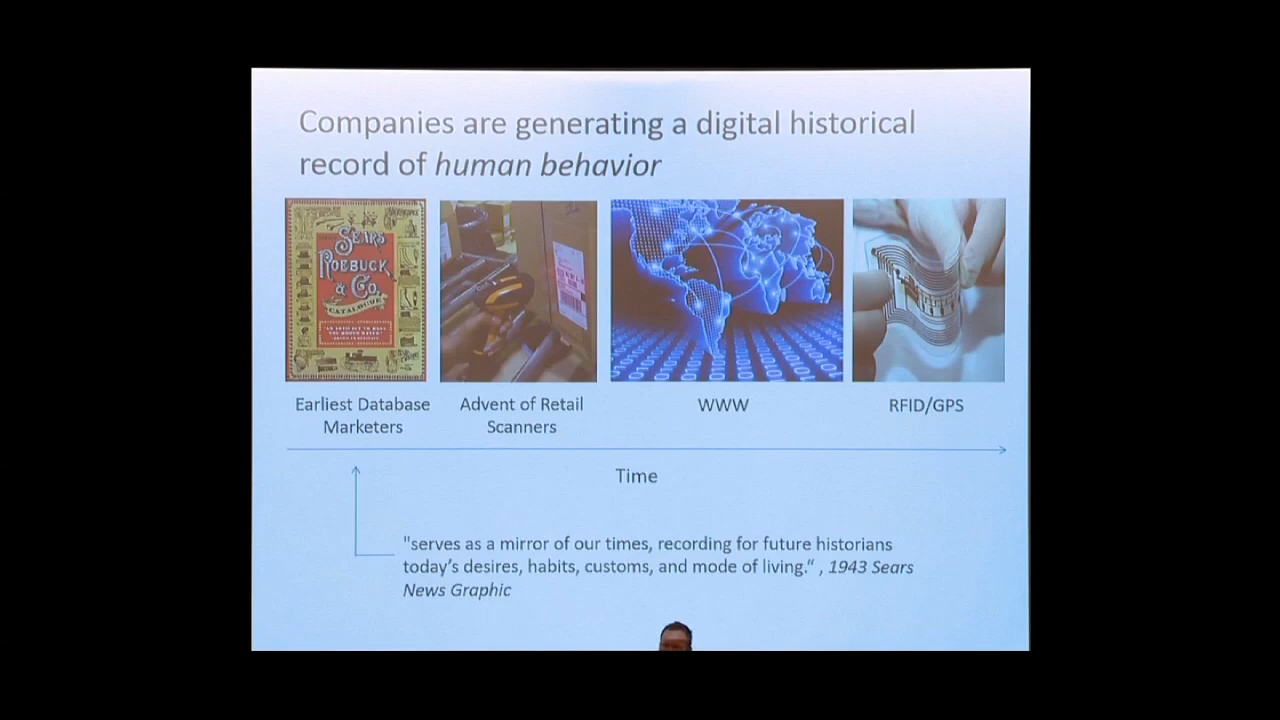 Companies are generating a digital historical
record of human behavior
SEARS
ROEBUCK
& Co.
CATALOGUE
Earliest Database
Marketers
Advent of Retail
Scanners
WWW
RFID/GPS
Time
"serves as a mirror of our times, recording for future historians
today's desires, habits, customs, and mode of living." , 1943 Sears
News Graphic